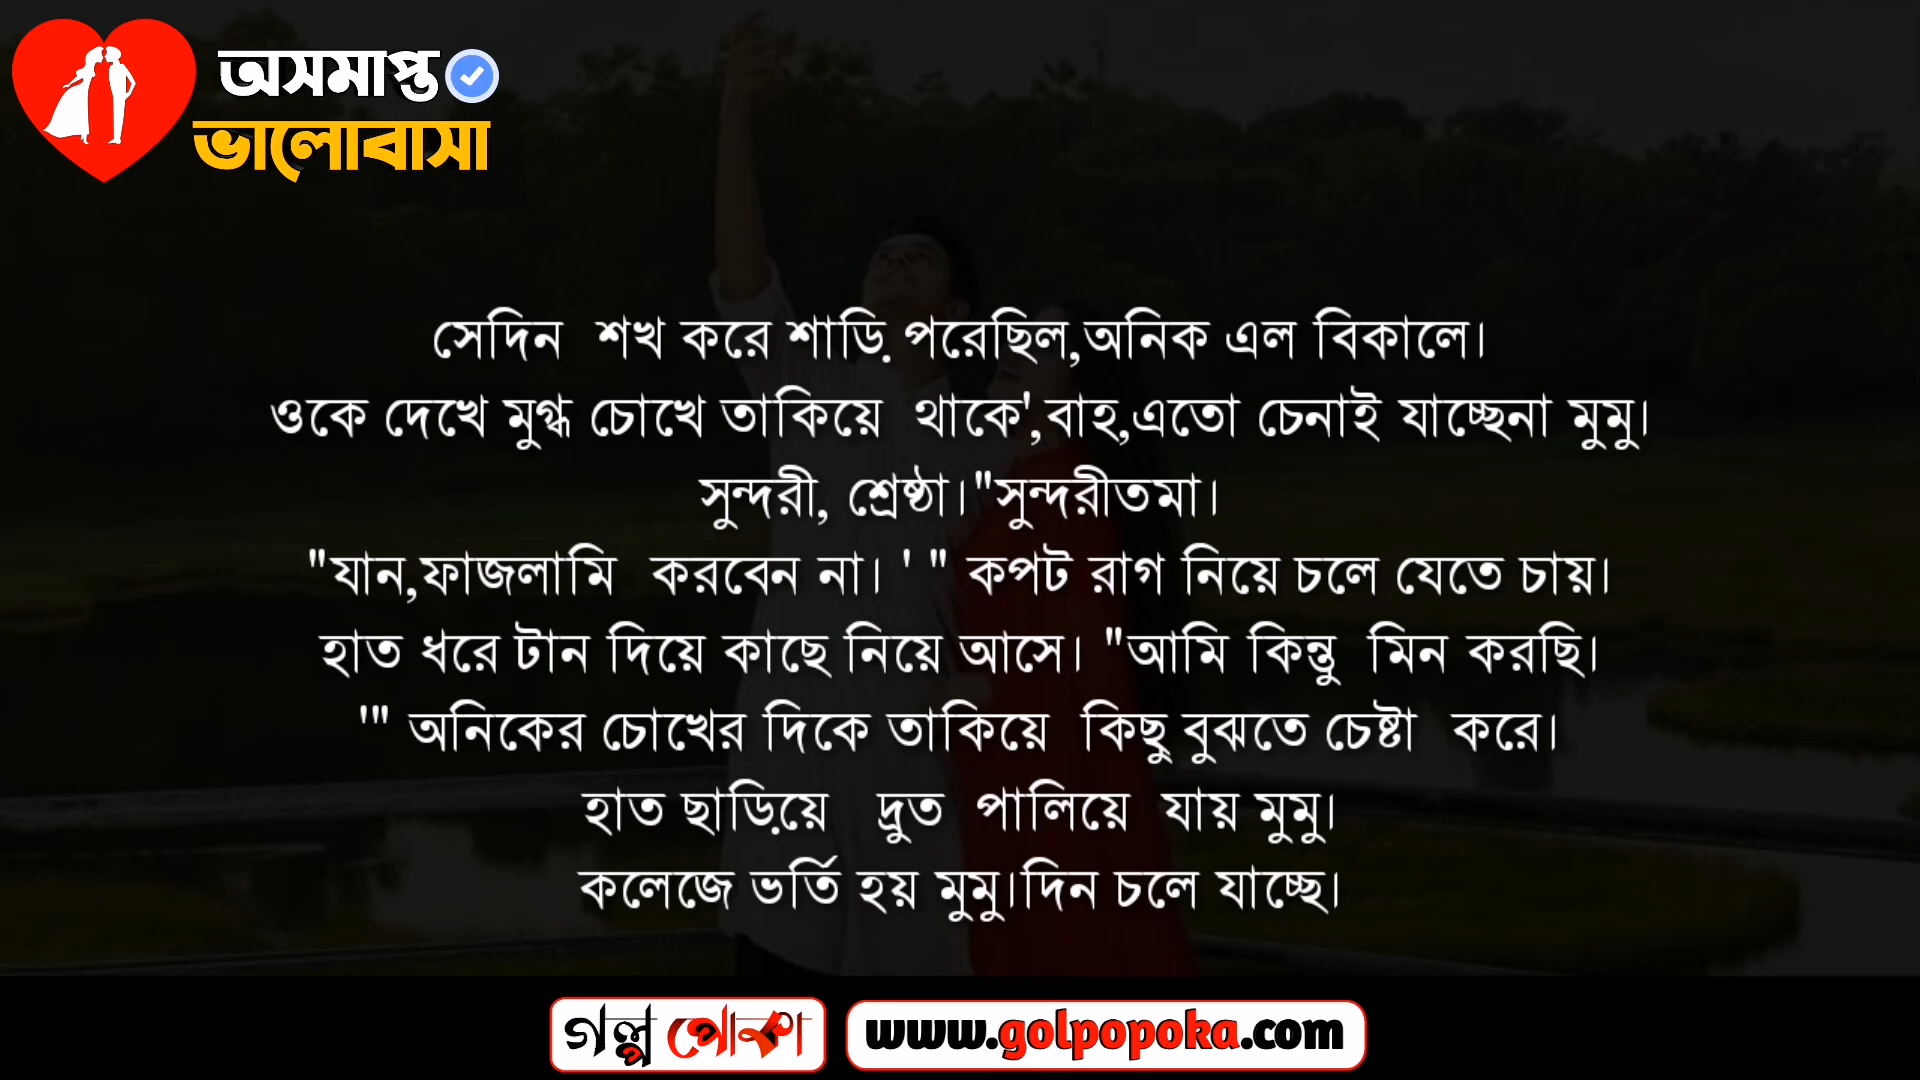 অসমাপ্ত
ভালোবাসা
সেদিন  শখ করে শাড়ি পরেছিল,অনিক এল বিকালে।
ওকে দেখে মুগ্ধ চোখে তাকিয়ে  থাকে',বাহ,এতো চেনাই যাচ্ছেনা মুমু।
সুন্দরী, শ্রেষ্ঠা।"সুন্দরীতমা।
"যান,ফাজলামি  করবেন না। ' " কপট রাগ নিয়ে চলে যেতে চায়।
হাত ধরে টান দিয়ে কাছে নিয়ে আসে। "আমি কিন্তু  মিন করছি।
'" অনিকের চোখের দিকে তাকিয়ে  কিছু বুঝতে চেষ্টা  করে।
হাত ছাড়িয়ে   দ্রুত  পালিয়ে  যায় মুমু।
কলেজে ভর্তি হয় মুমু।দিন চলে যাচ্ছে।
গল্প পোকা www.golpopoka.com